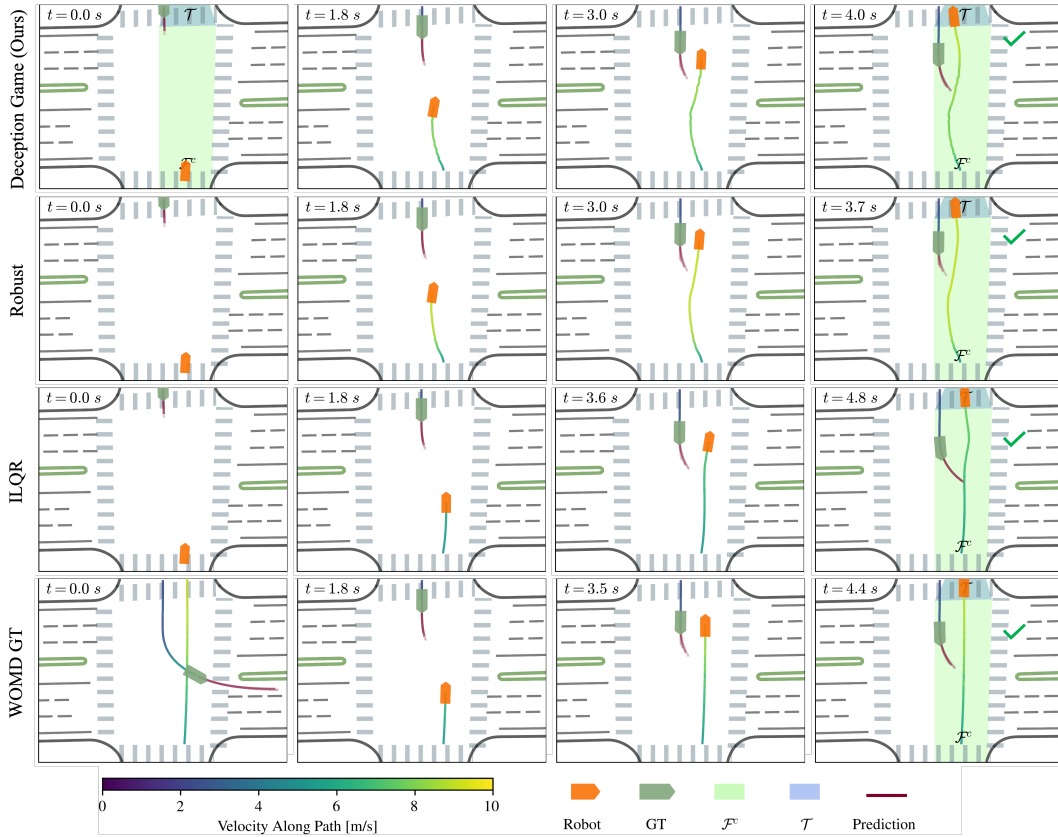 Deception Game (Ours)
t = 0.0 s
𝒯
ℱᶜ
t = 1.8 s
t = 3.0 s
t = 4.0 s
𝒯
ℱᶜ
Robust
t = 0.0 s
t = 1.8 s
t = 3.0 s
t = 3.7 s
𝒯
ℱᶜ
ILQR
t = 0.0 s
t = 1.8 s
t = 3.6 s
t = 4.8 s
𝒯
ℱᶜ
WOMD GT
t = 0.0 s
t = 1.8 s
t = 3.5 s
t = 4.4 s
𝒯
ℱᶜ
0 2 4 6 8 10
Velocity Along Path [m/s]
Robot GT ℱᶜ 𝒯 Prediction